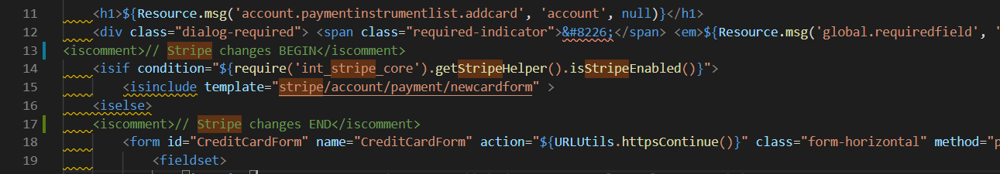 11 <h1>${Resource.msg('account.paymentinstrumentlist.addcard', 'account', null)}</h1>
12 <div class="dialog-required"> <span class="required-indicator">&#8226;</span> <em>${Resource.msg('global.requiredfield', '
13 <iscomment>// Stripe changes BEGIN</iscomment>
14 <isif condition="${require('int_stripe_core').getStripeHelper().isStripeEnabled()}">
15 <isinclude template="stripe/account/payment/newcardform" >
16 <iselse>
17 <iscomment>// Stripe changes END</iscomment>
18 <form id="CreditCardForm" name="CreditCardForm" action="${URLUtils.httpsContinue()}" class="form-horizontal" method="p
19 <fieldset>